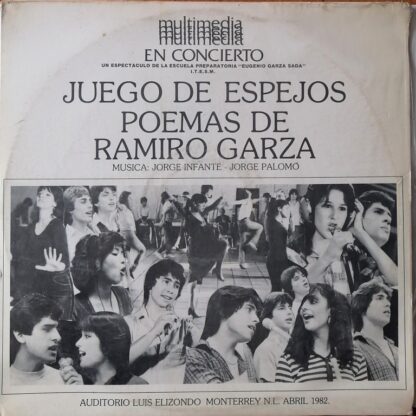 multimedia
multimedia
EN CONCIERTO
UN ESPECTACULO DE LA ESCUELA PREPARATORIA "EUGENIO GARZA SADA"
I.T.E.S.M.
JUEGO DE ESPEJOS
POEMAS DE
RAMIRO GARZA
MUSICA: JORGE INFANTE - JORGE PALOMO
AUDITORIO LUIS ELIZONDO MONTERREY N.L. ABRIL 1982.